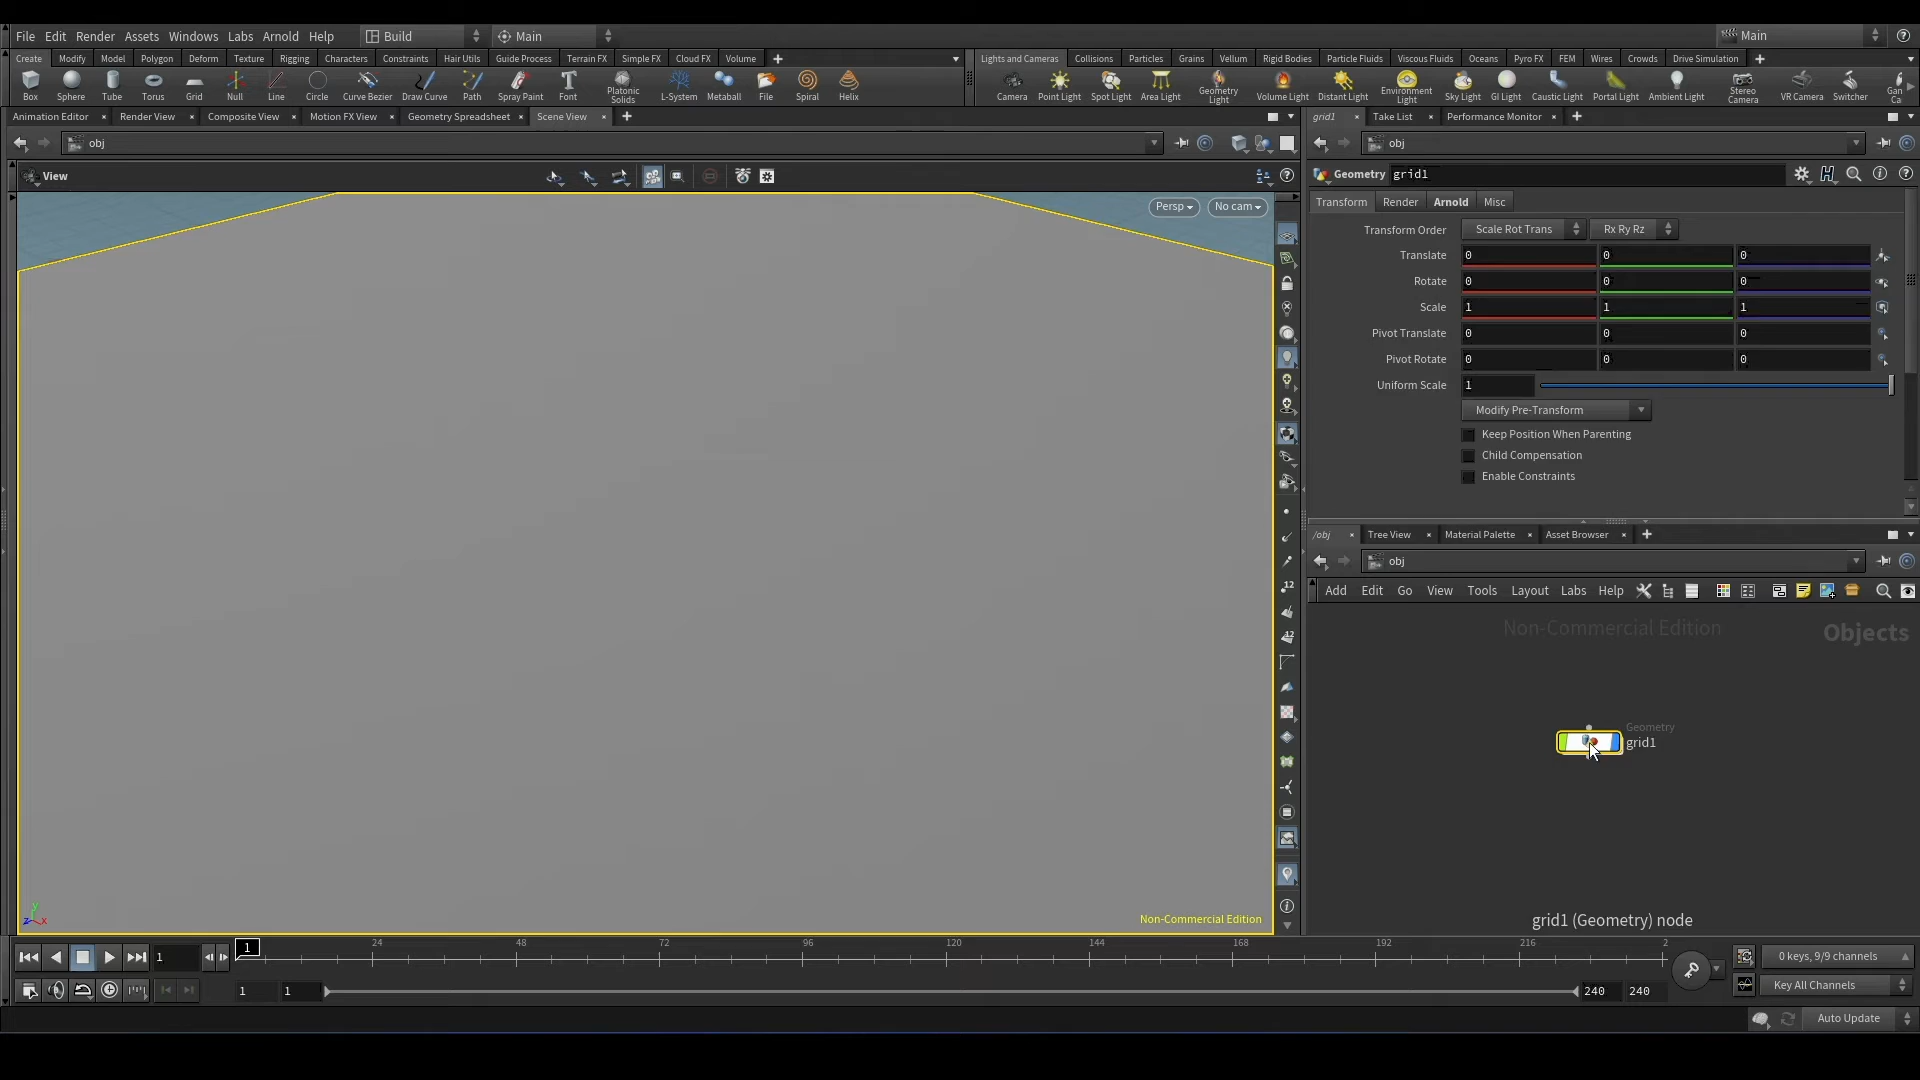 File Edit Render Assets Windows Labs Arnold Help Build Main Main
Create Modify Model Polygon Deform Texture Rigging Characters Constraints Hair Utils Guide Process Terrain FX Simple FX Cloud FX Volume
Lights and Cameras Collisions Particles Grains Vellum Rigid Bodies Particle Fluids Viscous Fluids Oceans Pyro FX FEM Wires Crowds Drive Simulation
Box Sphere Tube Torus Grid Null Line Circle Curve Bezier Draw Curve Path Spray Paint Font Platonic Solids L-System Metaball File Spiral Helix
Camera Point Light Spot Light Area Light Geometry Light Volume Light Distant Light Environment Light Sky Light GI Light Caustic Light Portal Light Ambient Light Stereo Camera VR Camera Switcher Gan Ca
Animation Editor Render View Composite View Motion FX View Geometry Spreadsheet Scene View
grid1 Take List Performance Monitor
obj
obj
View
Persp No cam
Non-Commercial Edition
Geometry grid1
Transform Render Arnold Misc
Transform Order Scale Rot Trans Rx Ry Rz
Translate 0 0 0
Rotate 0 0 0
Scale 1 1 1
Pivot Translate 0 0 0
Pivot Rotate 0 0 0
Uniform Scale 1
Modify Pre-Transform
Keep Position When Parenting
Child Compensation
Enable Constraints
/obj Tree View Material Palette Asset Browser
obj
Add Edit Go View Tools Layout Labs Help
Non-Commercial Edition Objects
Geometry
grid1
grid1 (Geometry) node
12
12
z y x
1 1 24 48 72 96 120 144 168 192 216 2
0 keys, 9/9 channels
1 1 240 240
Key All Channels
Auto Update